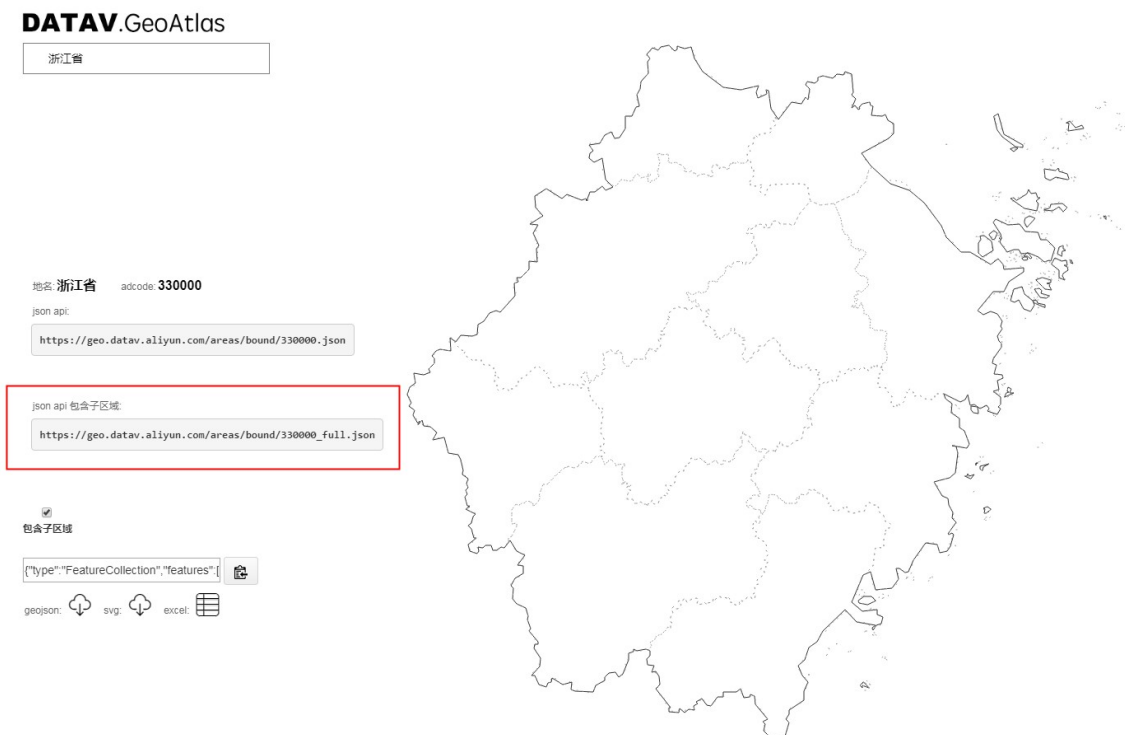 DATAV.GeoAtlas
浙江省
地名: 浙江省 adcode: 330000
json api:
https://geo.datav.aliyun.com/areas/bound/330000.json
json api 包含子区域:
https://geo.datav.aliyun.com/areas/bound/330000_full.json
包含子区域
{"type":"FeatureCollection","features":[
geojson: svg: excel: